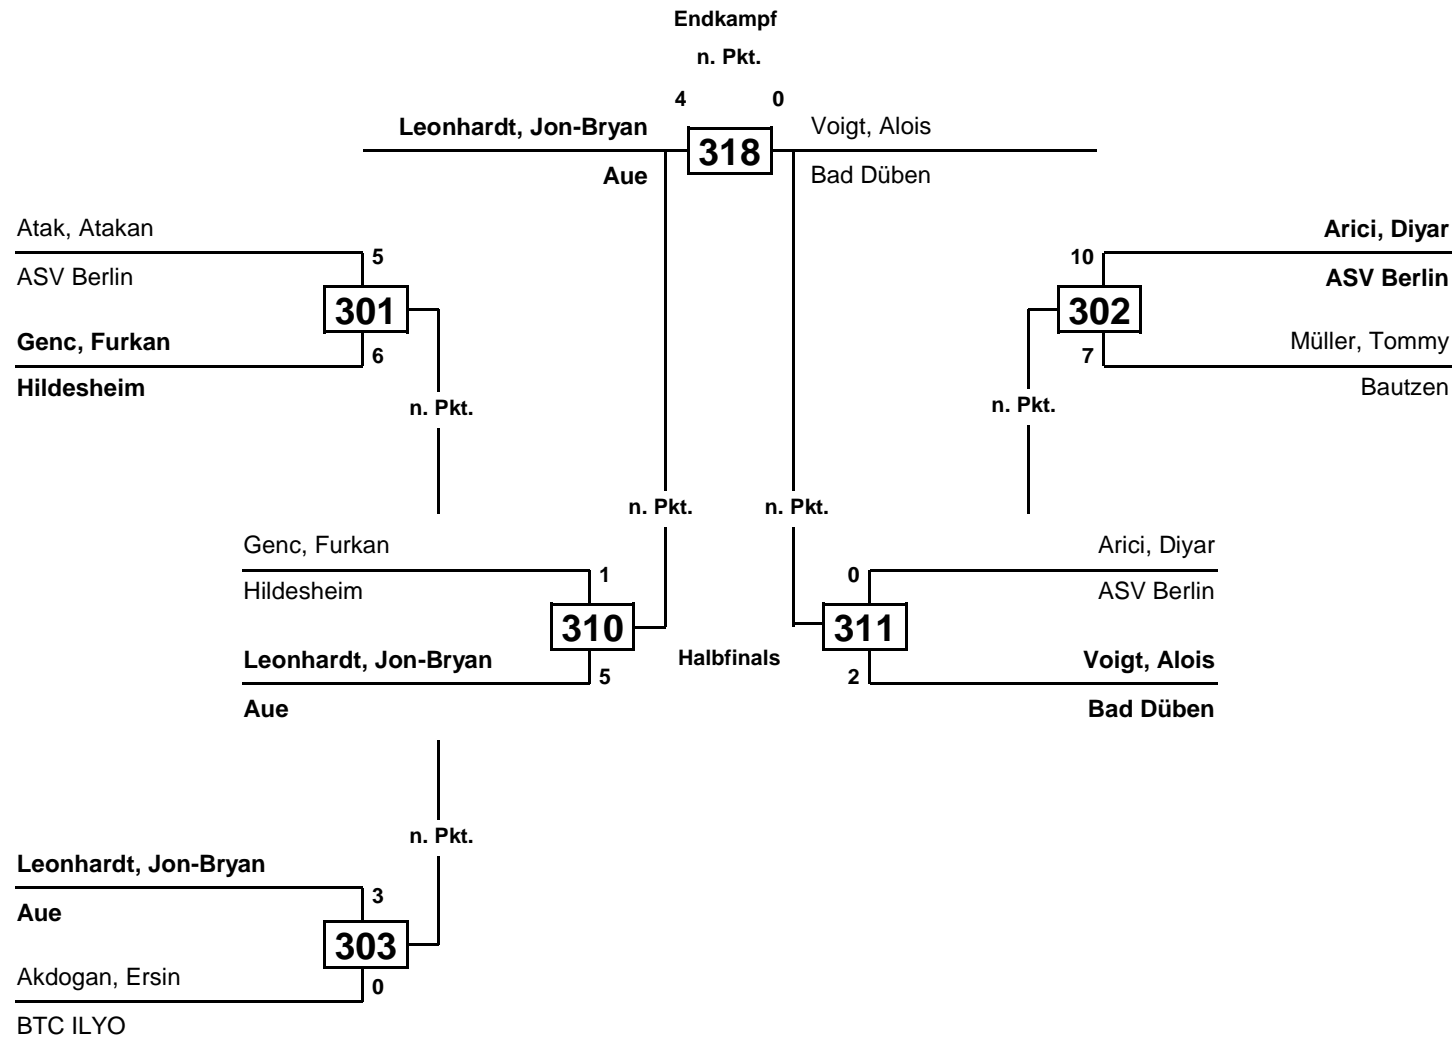 Endkampf
n. Pkt.
4 0
Leonhardt, Jon-Bryan 318 Voigt, Alois
Aue Bad Düben
Atak, Atakan
5
ASV Berlin
301
Genc, Furkan
6
Hildesheim
n. Pkt.
Arici, Diyar
10
ASV Berlin
302
Müller, Tommy
7
Bautzen
n. Pkt.
n. Pkt. n. Pkt.
Genc, Furkan
1
Hildesheim
310
Leonhardt, Jon-Bryan
5
Aue
Halbfinals
Arici, Diyar
0
ASV Berlin
311
Voigt, Alois
2
Bad Düben
n. Pkt.
Leonhardt, Jon-Bryan
3
Aue
303
Akdogan, Ersin
0
BTC ILYO